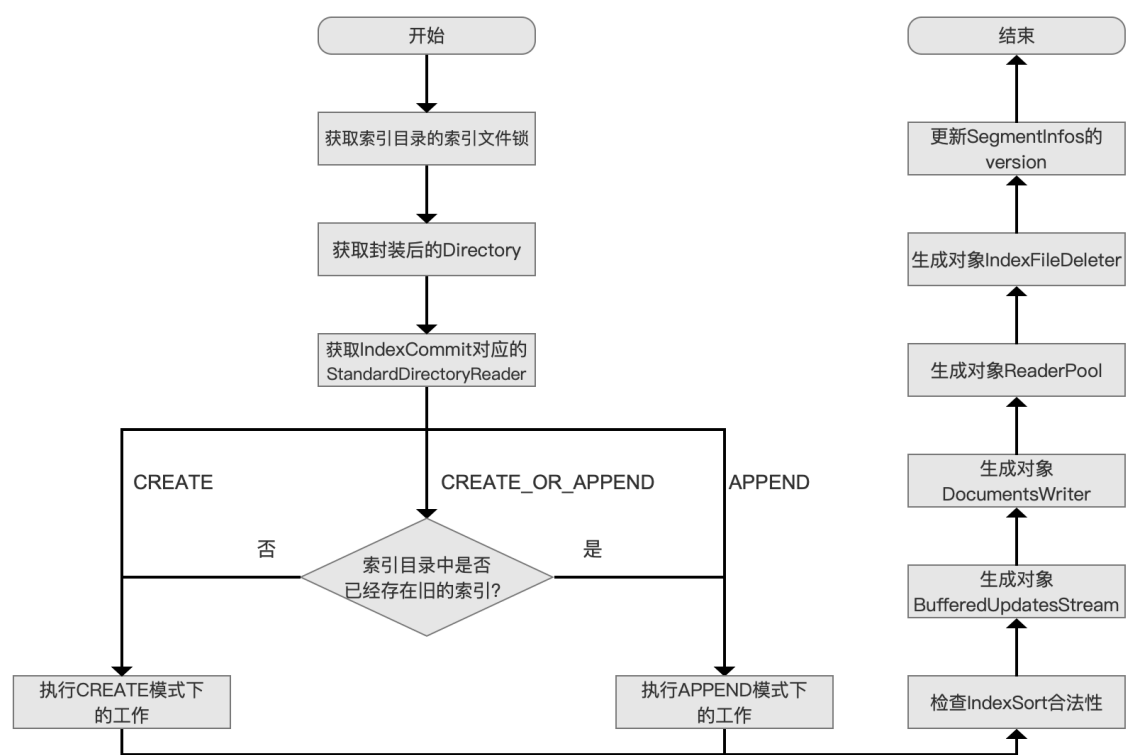 开始
获取索引目录的索引文件锁
获取封装后的Directory
获取IndexCommit对应的
StandardDirectoryReader
CREATE
CREATE_OR_APPEND
APPEND
否
是
索引目录中是否
已经存在旧的索引?
执行CREATE模式下
的工作
执行APPEND模式下
的工作
检查IndexSort合法性
生成对象
BufferedUpdatesStream
生成对象
DocumentsWriter
生成对象ReaderPool
生成对象IndexFileDeleter
更新SegmentInfos的
version
结束